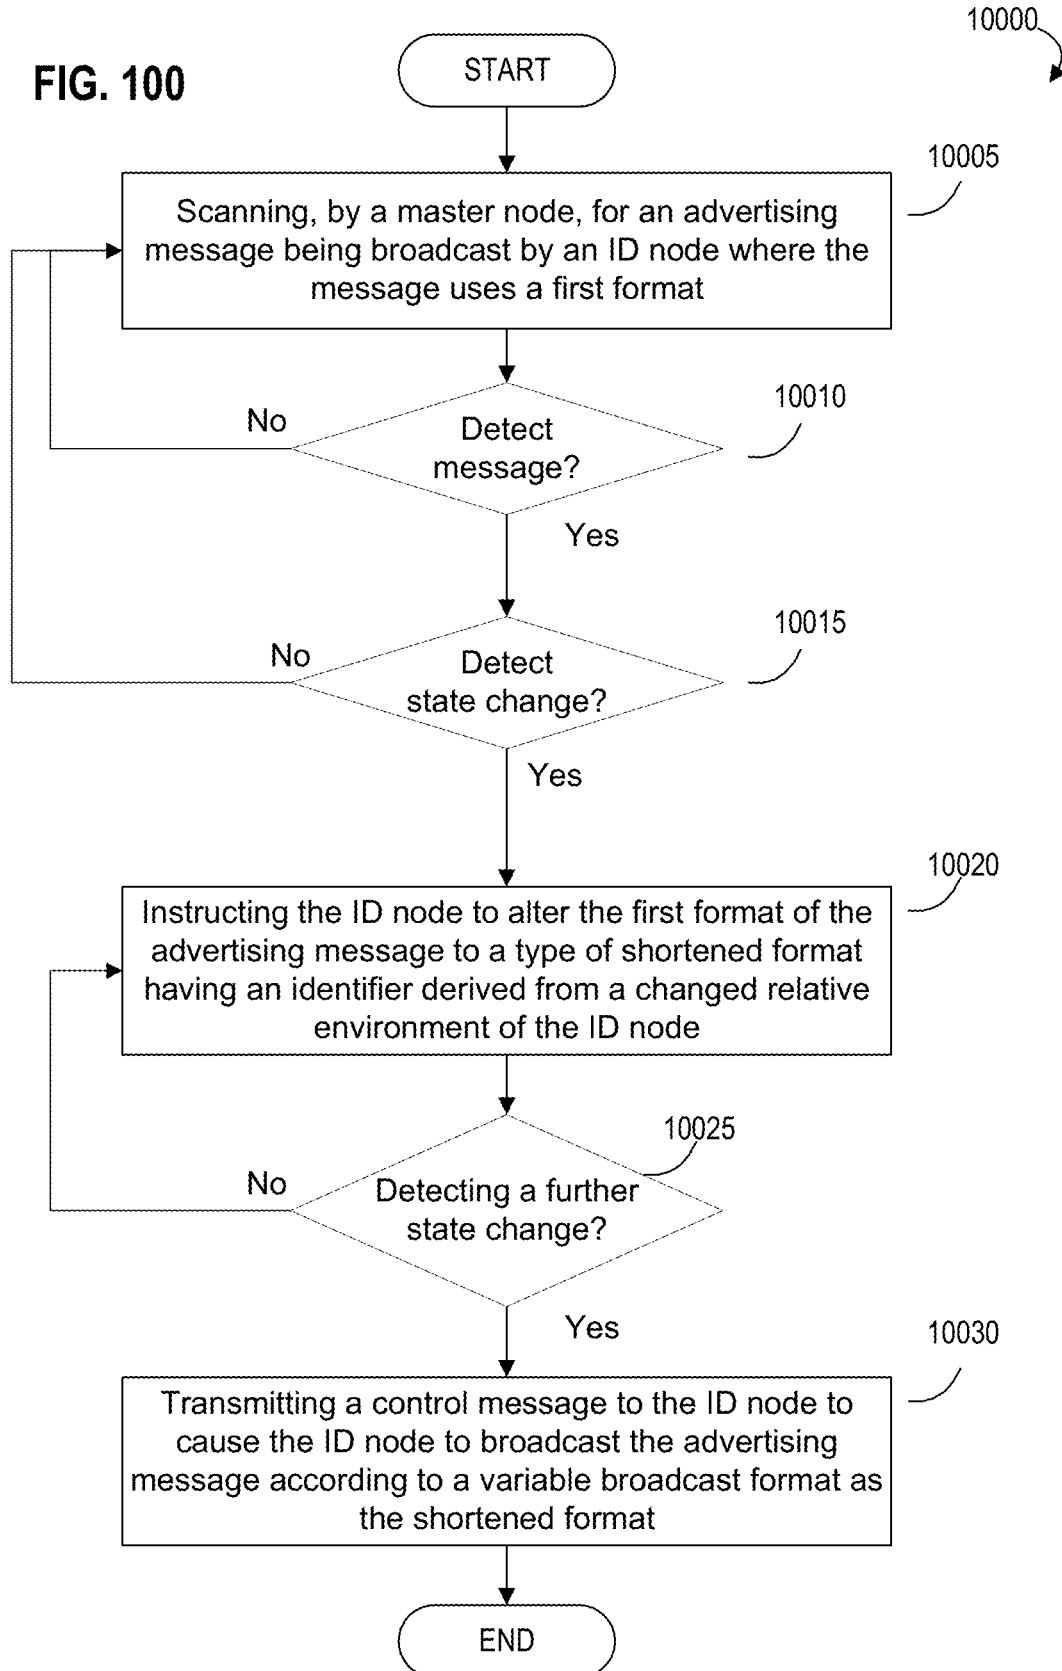 10000
FIG. 100
START
10005
Scanning, by a master node, for an advertising
message being broadcast by an ID node where the
message uses a first format
10010
No
Detect
message?
Yes
10015
No
Detect
state change?
Yes
10020
Instructing the ID node to alter the first format of the
advertising message to a type of shortened format
having an identifier derived from a changed relative
environment of the ID node
10025
No
Detecting a further
state change?
Yes
10030
Transmitting a control message to the ID node to
cause the ID node to broadcast the advertising
message according to a variable broadcast format as
the shortened format
END